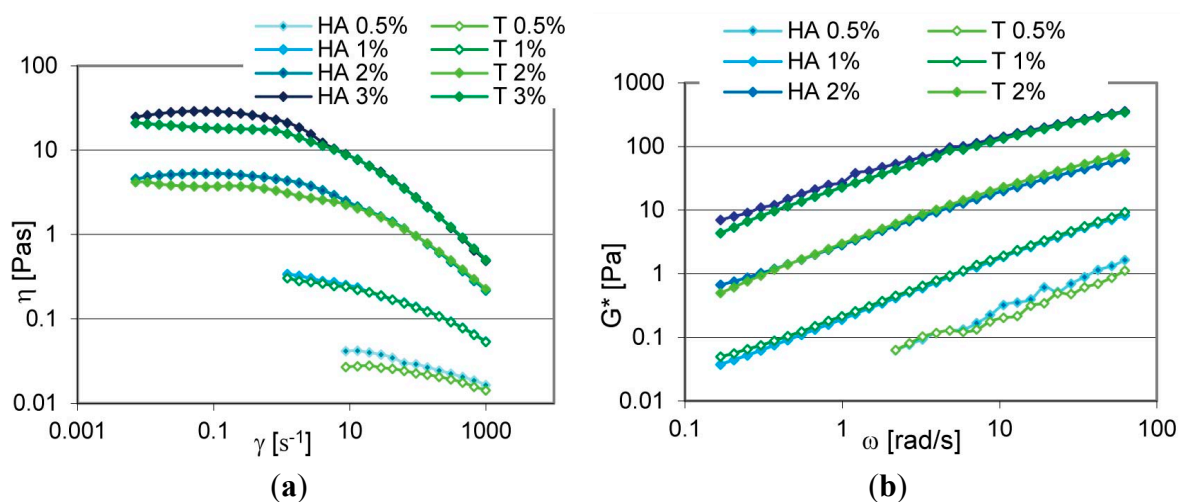 HA 0.5% T 0.5%
HA 1% T 1%
HA 2% T 2%
HA 3% T 3%
100
10
1
0.1
0.01
η [Pas]
0.001 0.1 10 1000
γ [s⁻¹]
(a)
HA 0.5% T 0.5%
HA 1% T 1%
HA 2% T 2%
1000
100
10
1
0.1
0.01
G* [Pa]
0.1 1 10 100
ω [rad/s]
(b)